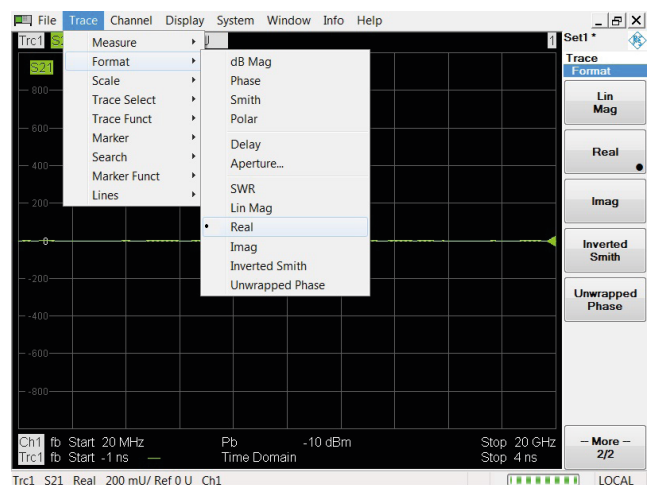 File Trace Channel Display System Window Info Help
Trc1 1
Set1 *
Measure
Format
Scale
Trace Select
Trace Funct
Marker
Search
Marker Funct
Lines
dB Mag
Phase
Smith
Polar
Delay
Aperture...
SWR
Lin Mag
Real
Imag
Inverted Smith
Unwrapped Phase
S21
800
600
400
200
0
-200
-400
-600
-800
Ch1 fb Start 20 MHz Pb -10 dBm Stop 20 GHz
Trc1 fb Start -1 ns Time Domain Stop 4 ns
Trc1 S21 Real 200 mU/ Ref 0 U Ch1 LOCAL
Trace
Format
Lin
Mag
Real
Imag
Inverted
Smith
Unwrapped
Phase
– More –
2/2